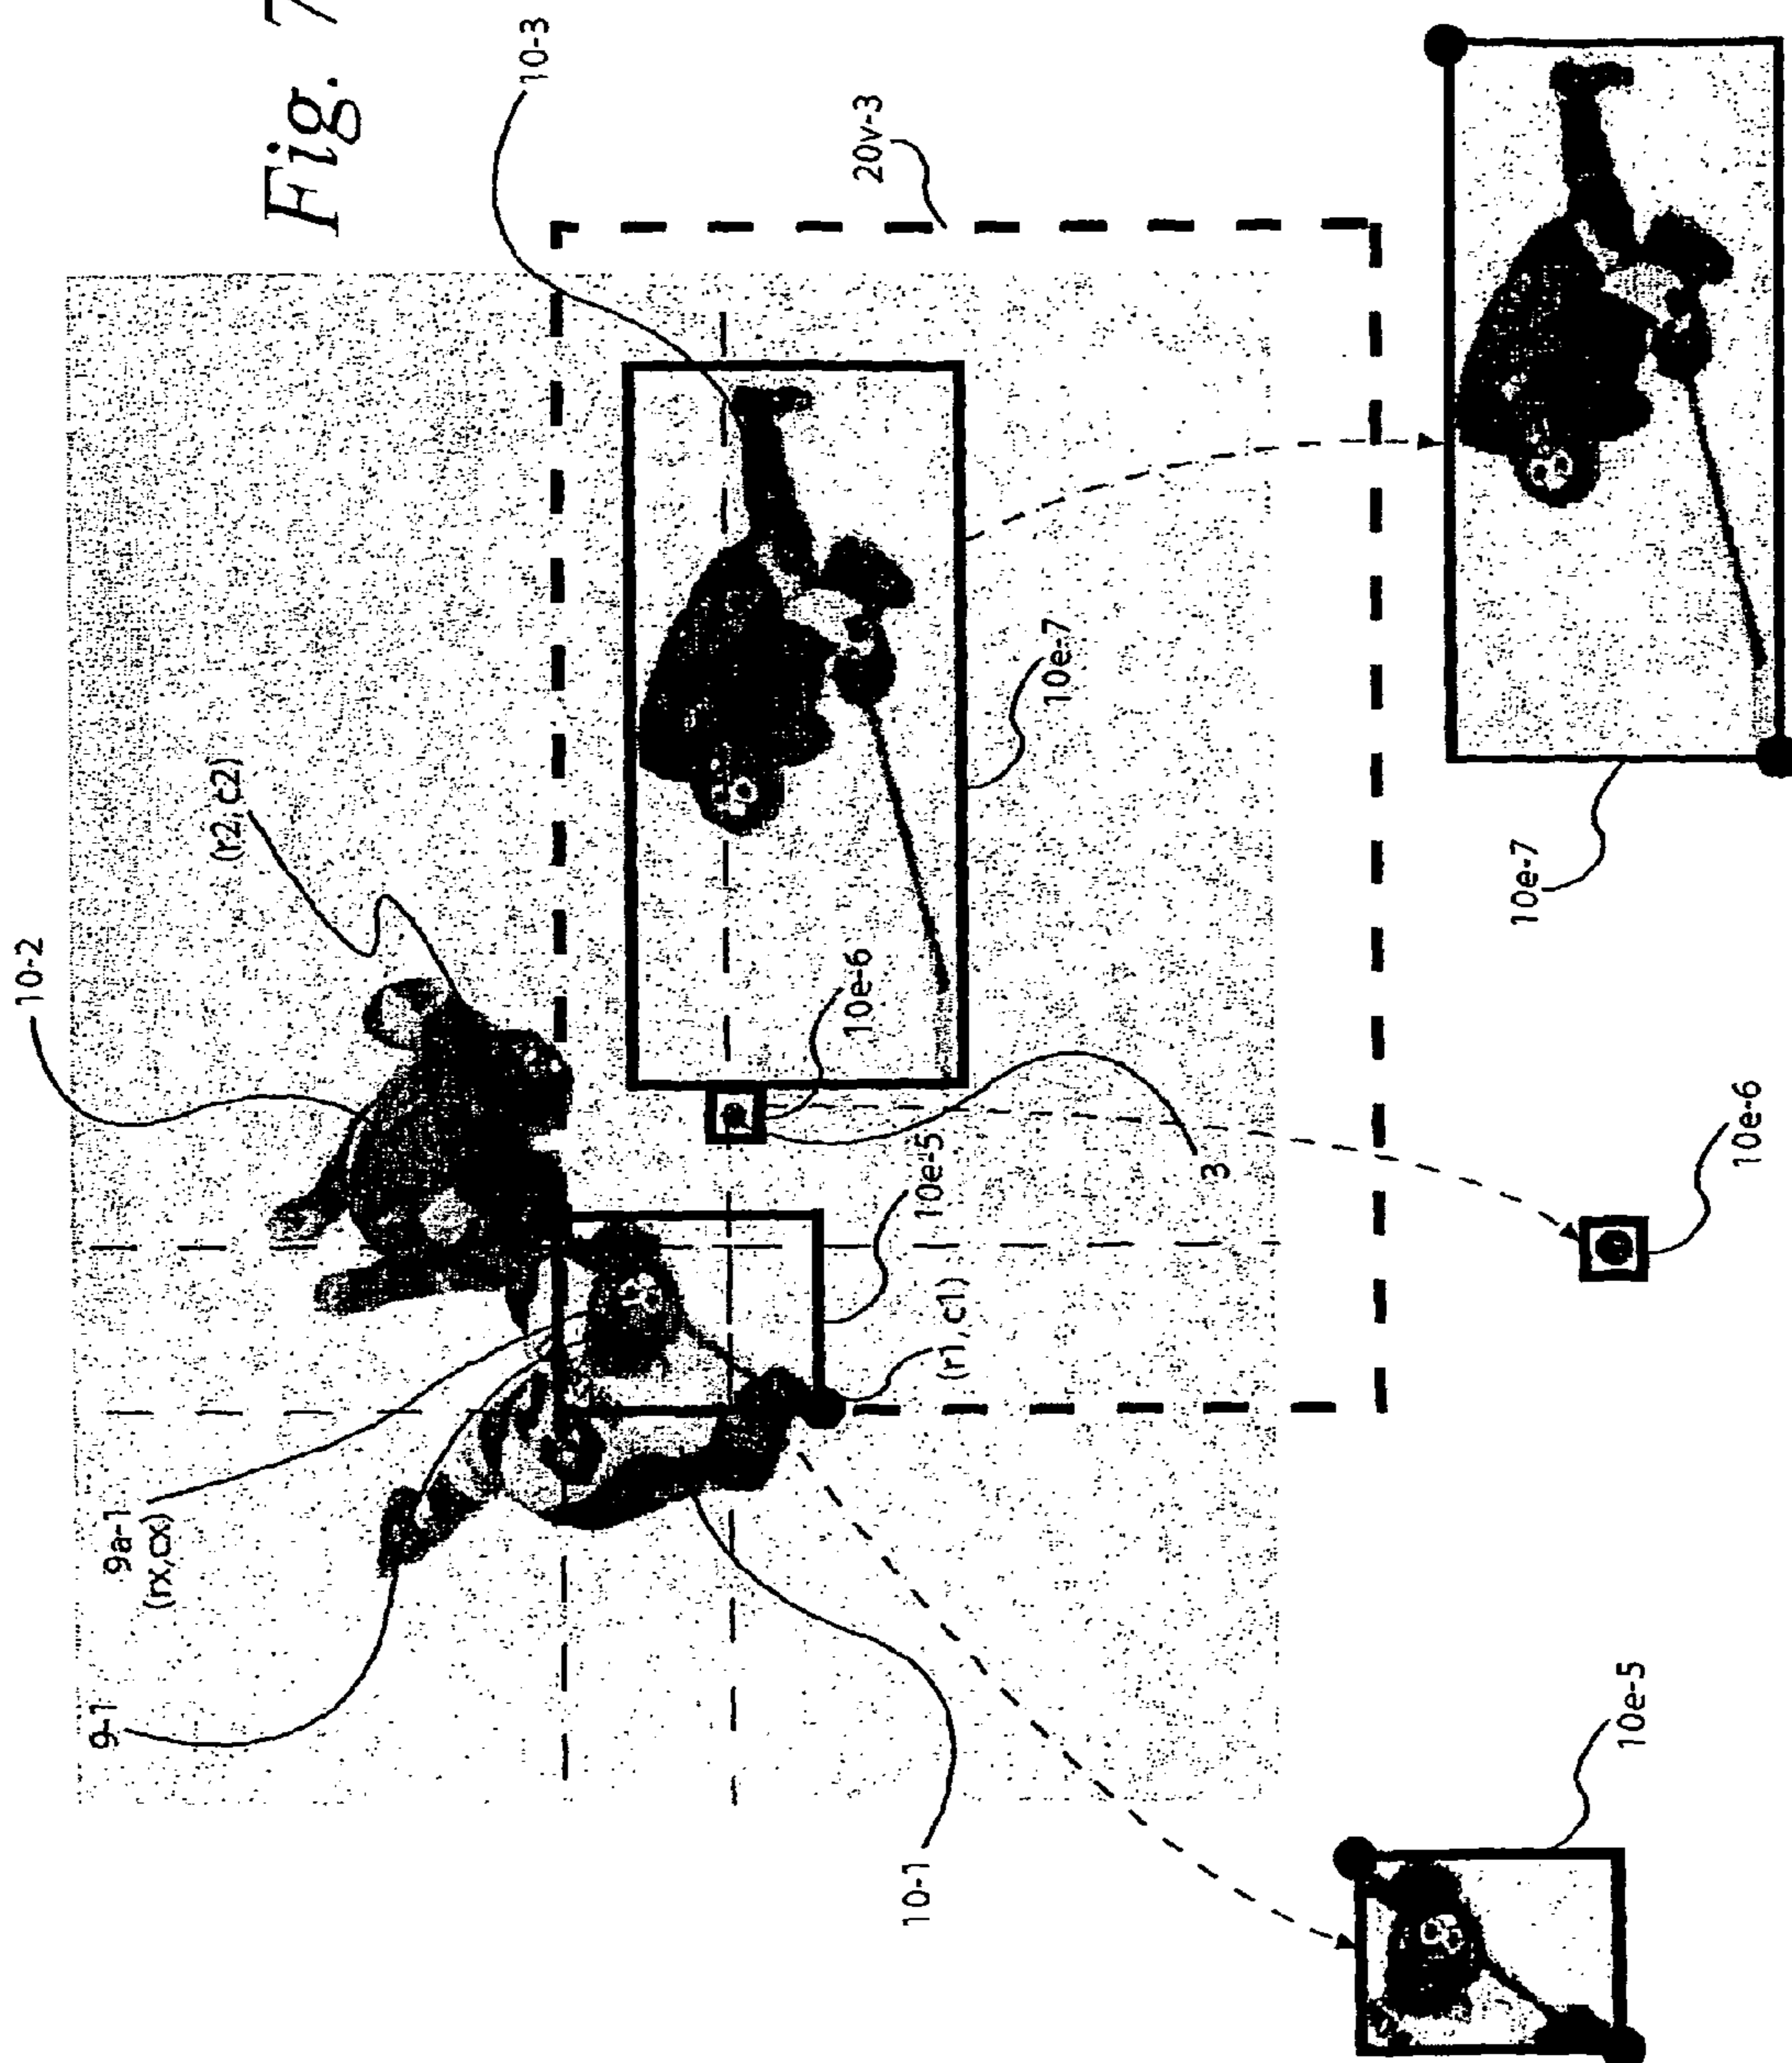 10-2
9-1
9a-1
(rx,cx)
(r2,c2)
Fig. 7
10-3
20v-3
10e-6
10-1
(r1,c1)
10e-5
10e-7
3
10e-7
10e-5
10e-6